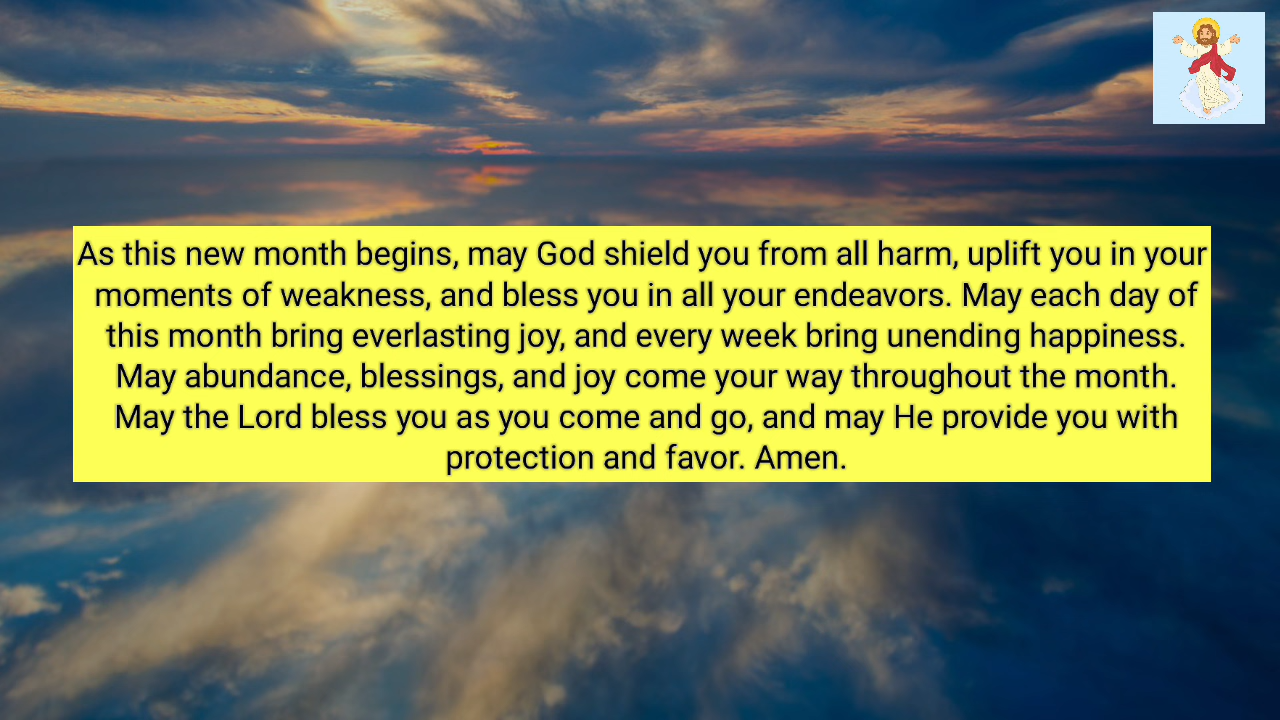 As this new month begins, may God shield you from all harm, uplift you in your
moments of weakness, and bless you in all your endeavors. May each day of
this month bring everlasting joy, and every week bring unending happiness.
May abundance, blessings, and joy come your way throughout the month.
May the Lord bless you as you come and go, and may He provide you with
protection and favor. Amen.